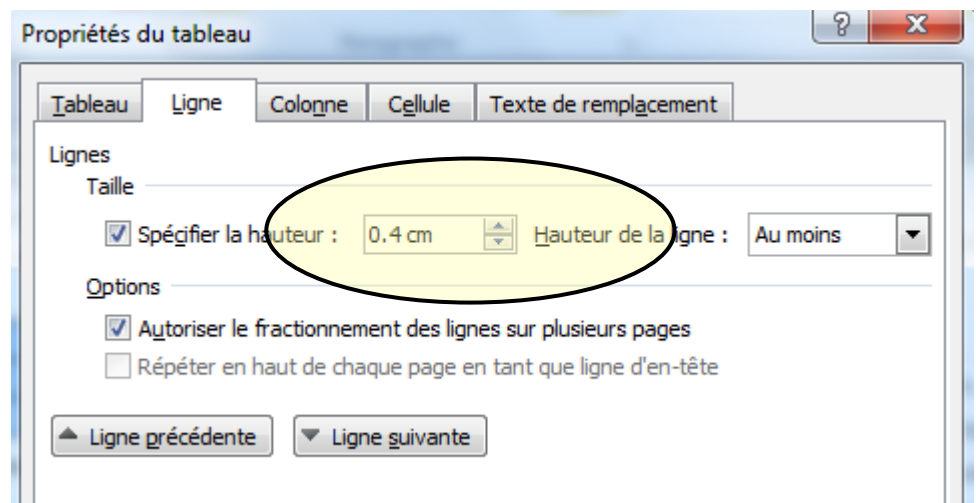 Propriétés du tableau
Tableau Ligne Colonne Cellule Texte de remplacement
Lignes
Taille
Spécifier la hauteur : 0.4 cm Hauteur de la ligne : Au moins
Options
Autoriser le fractionnement des lignes sur plusieurs pages
Répéter en haut de chaque page en tant que ligne d'en-tête
Ligne précédente Ligne suivante